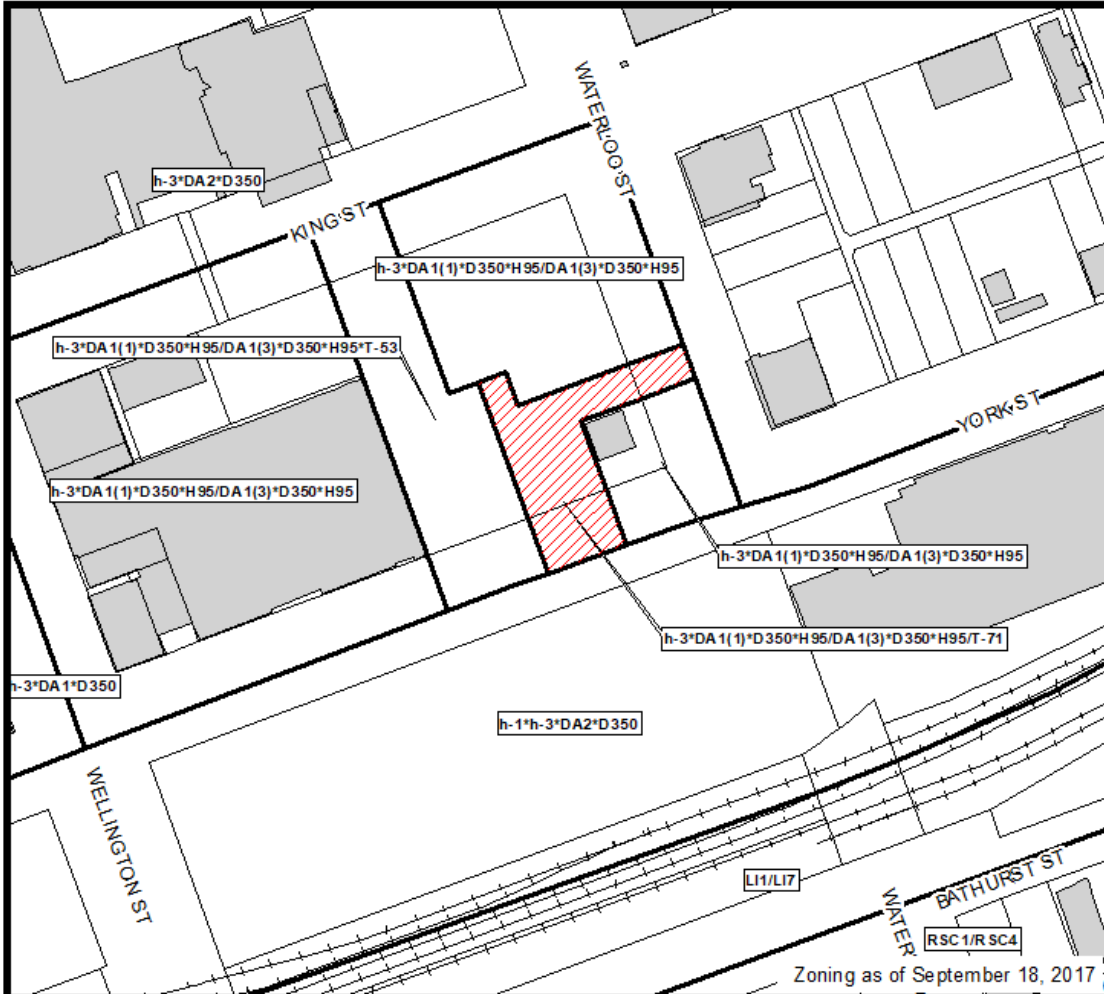 WATERLOO ST
h-3*DA2*D350
KING ST
h-3*DA1(1)*D350*H95/DA1(3)*D350*H95
h-3*DA1(1)*D350*H95/DA1(3)*D350*H95*T-53
YORK ST
h-3*DA1(1)*D350*H95/DA1(3)*D350*H95
h-3*DA1(1)*D350*H95/DA1(3)*D350*H95
h-3*DA1(1)*D350*H95/DA1(3)*D350*H95/T-71
h-3*DA1*D350
h-1*h-3*DA2*D350
WELLINGTON ST
LI1/LI7
BATHURST ST
WATER
RSC1/RSC4
Zoning as of September 18, 2017